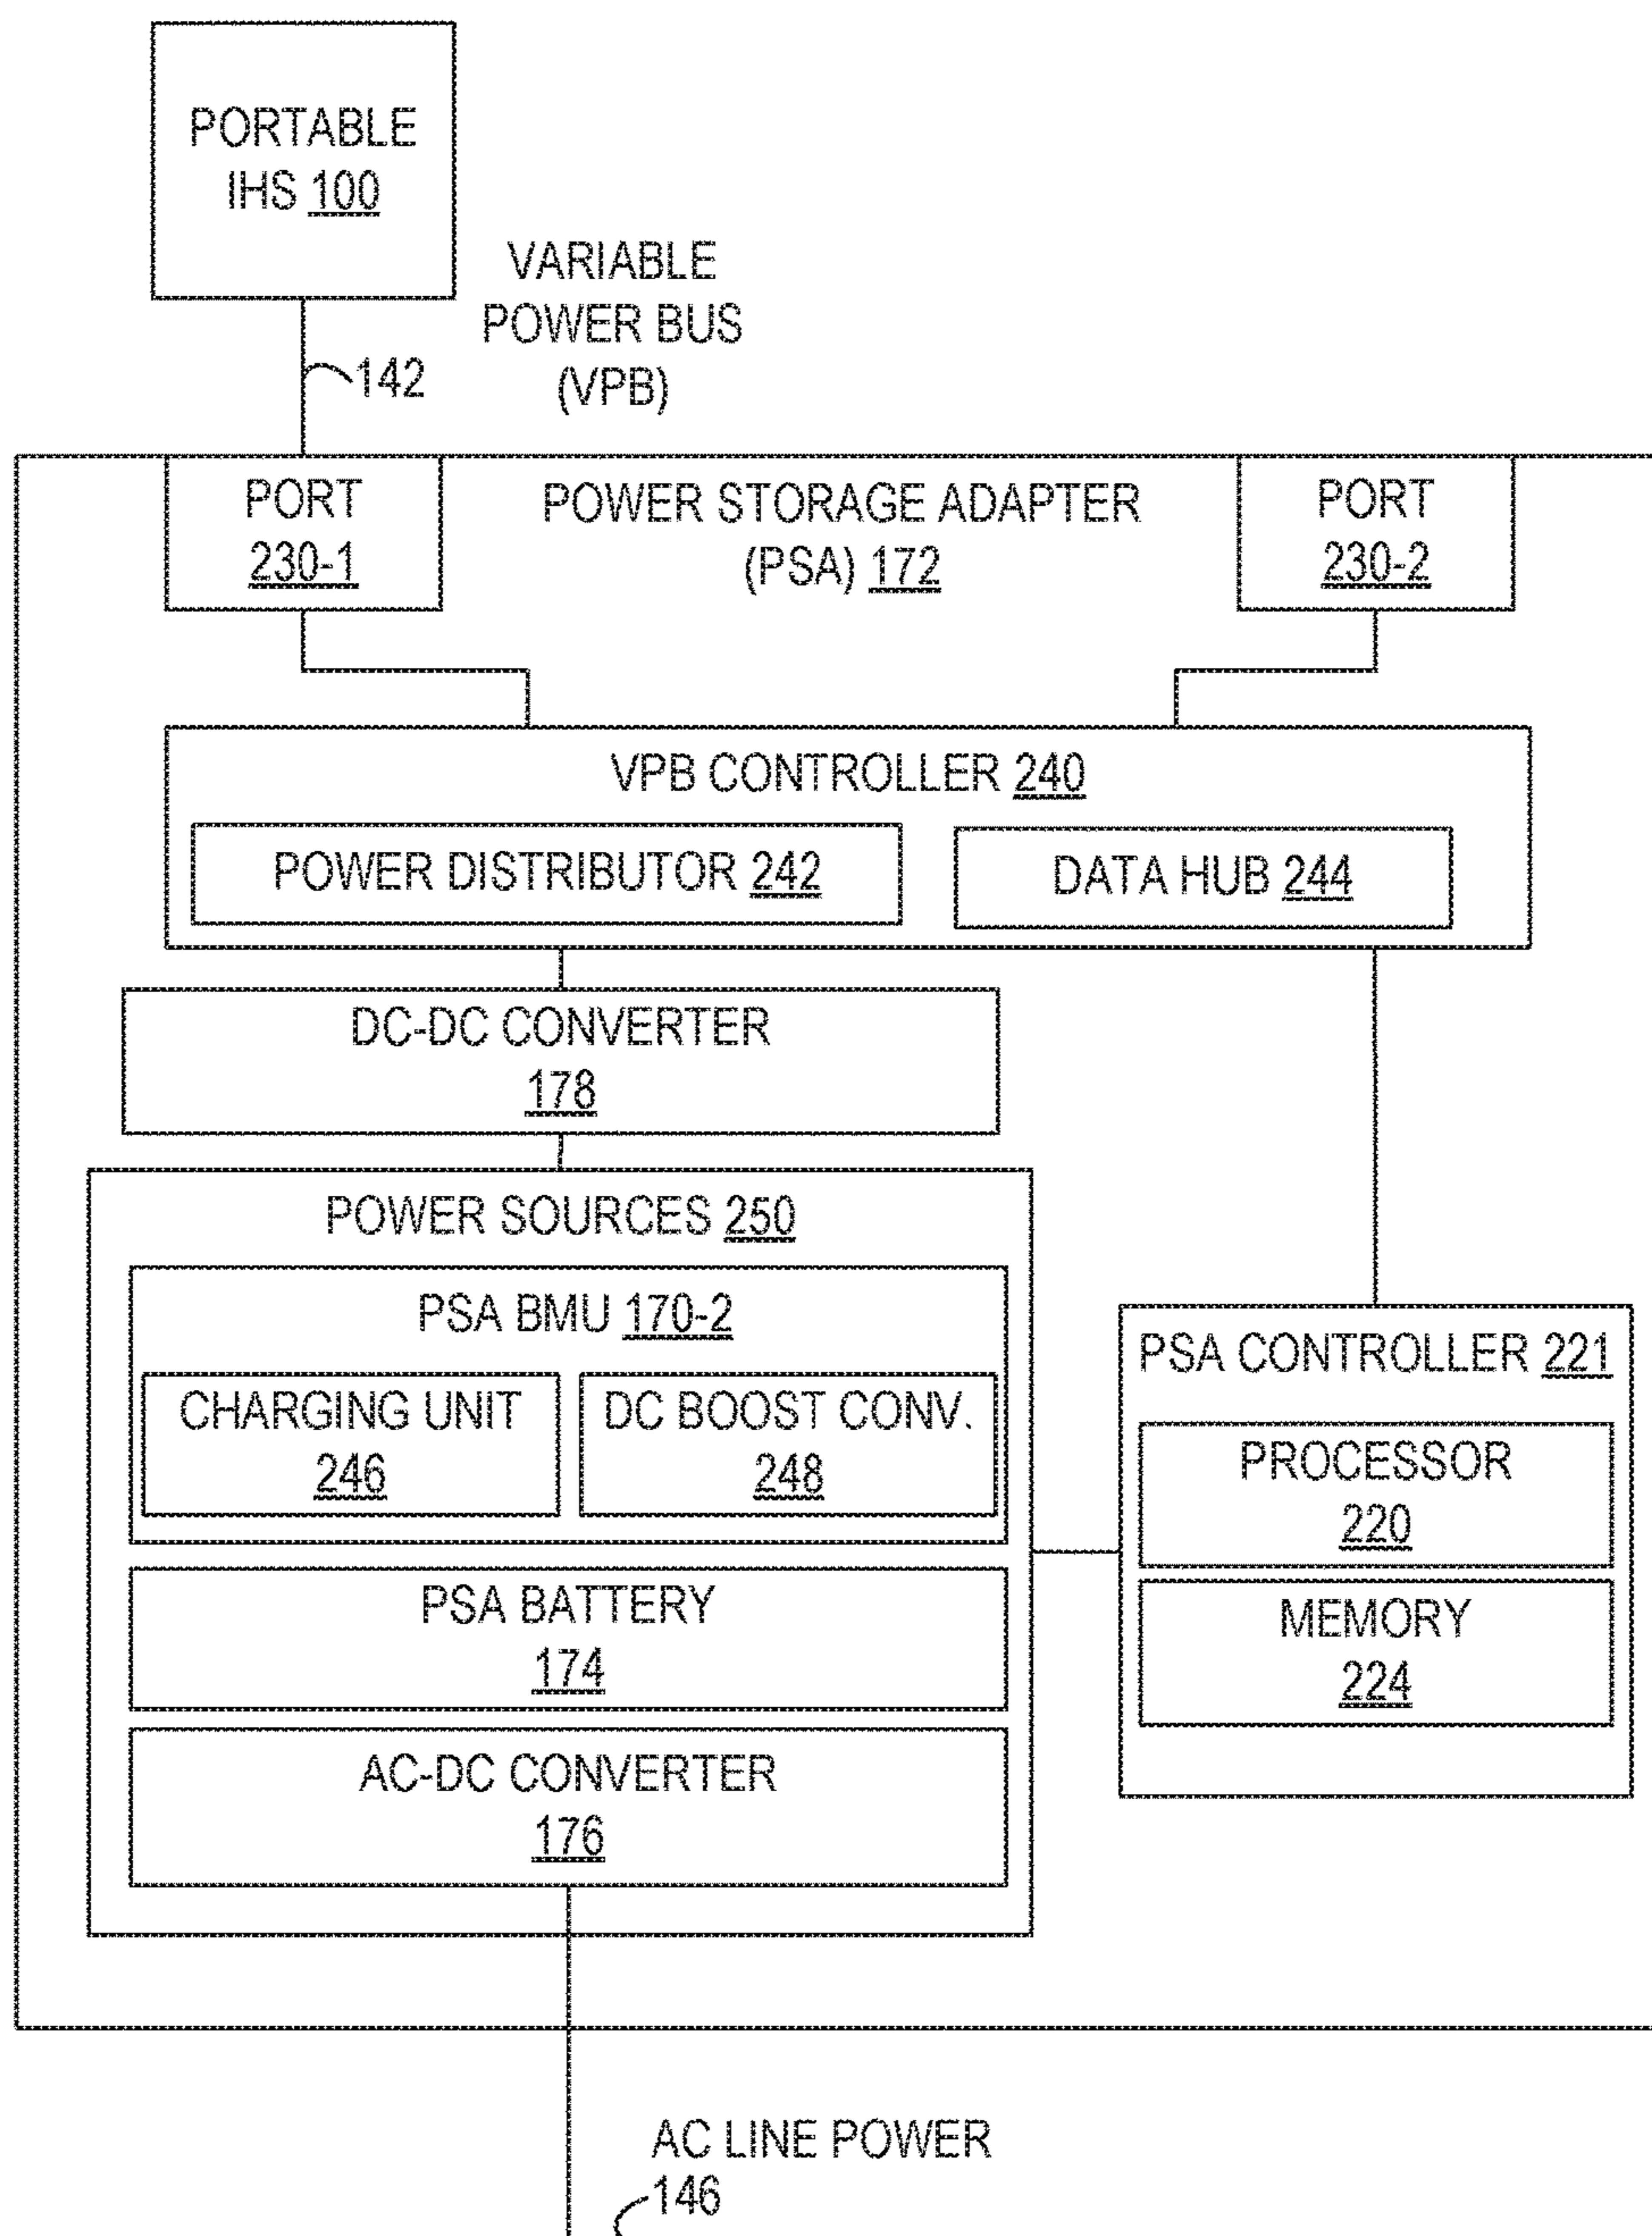 PORTABLE
IHS 100
VARIABLE
POWER BUS
(VPB)
142
PORT
230-1
POWER STORAGE ADAPTER
(PSA) 172
PORT
230-2
VPB CONTROLLER 240
POWER DISTRIBUTOR 242
DATA HUB 244
DC-DC CONVERTER
178
POWER SOURCES 250
PSA BMU 170-2
CHARGING UNIT
246
DC BOOST CONV.
248
PSA BATTERY
174
AC-DC CONVERTER
176
PSA CONTROLLER 221
PROCESSOR
220
MEMORY
224
AC LINE POWER
146